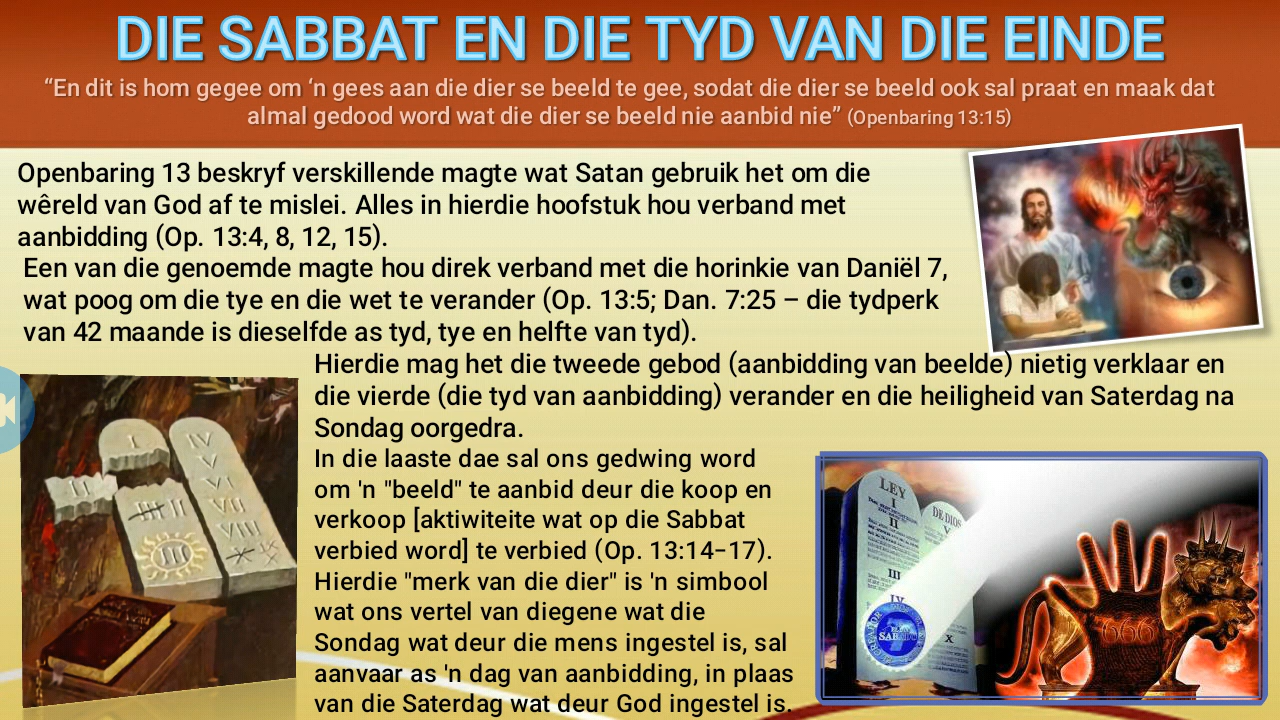 DIE SABBAT EN DIE TYD VAN DIE EINDE
“En dit is hom gegee om ‘n gees aan die dier se beeld te gee, sodat die dier se beeld ook sal praat en maak dat
almal gedood word wat die dier se beeld nie aanbid nie” (Openbaring 13:15)
Openbaring 13 beskryf verskillende magte wat Satan gebruik het om die
wêreld van God af te mislei. Alles in hierdie hoofstuk hou verband met
aanbidding (Op. 13:4, 8, 12, 15).
Een van die genoemde magte hou direk verband met die horinkie van Daniël 7,
wat poog om die tye en die wet te verander (Op. 13:5; Dan. 7:25 – die tydperk
van 42 maande is dieselfde as tyd, tye en helfte van tyd).
Hierdie mag het die tweede gebod (aanbidding van beelde) nietig verklaar en
die vierde (die tyd van aanbidding) verander en die heiligheid van Saterdag na
Sondag oorgedra.
In die laaste dae sal ons gedwing word
om 'n "beeld" te aanbid deur die koop en
verkoop [aktiwiteite wat op die Sabbat
verbied word] te verbied (Op. 13:14-17).
Hierdie "merk van die dier" is 'n simbool
wat ons vertel van diegene wat die
Sondag wat deur die mens ingestel is, sal
aanvaar as 'n dag van aanbidding, in plaas
van die Saterdag wat deur God ingestel is.
I
IV
V
II
VI
II
VII
VIII
III
LEY
DE DIOS
I
V
II
III
IV
X
CREADOR
666